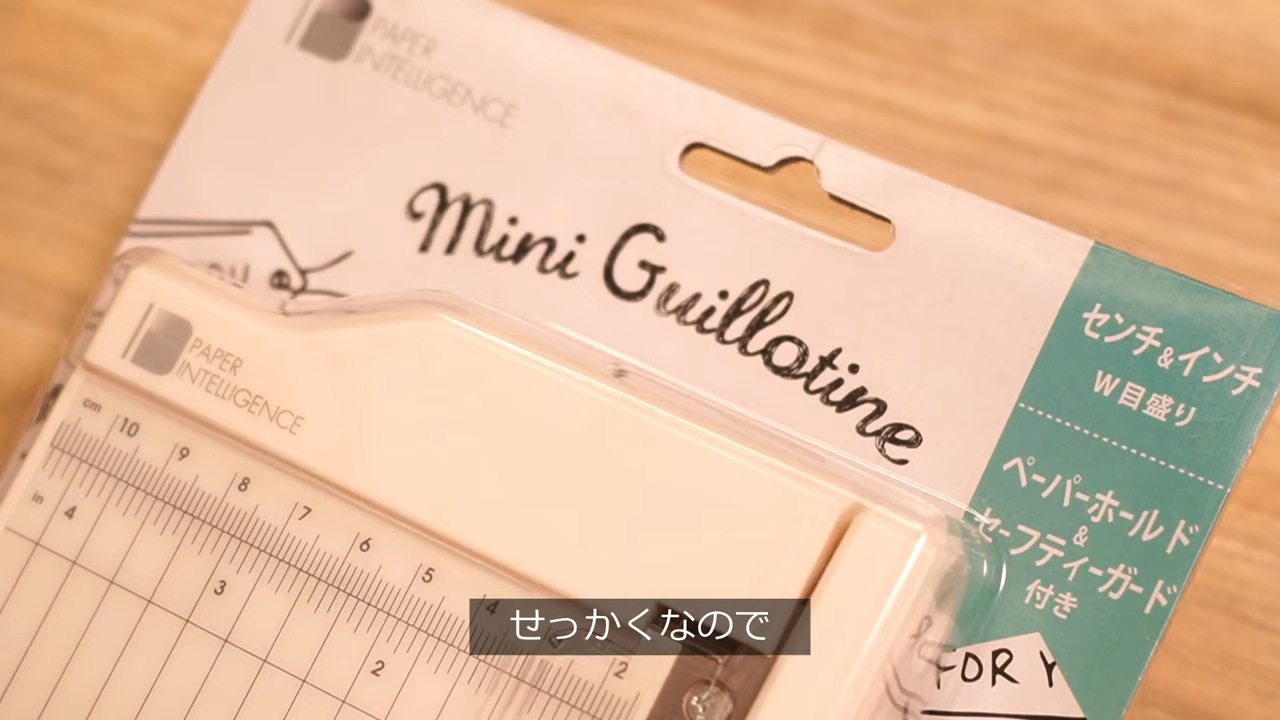 PAPER
INTELLIGENCE
Mini Guillotine
センチ&インチ
W目盛り
ペーパーホールド
&
セーフティーガード
付き
PAPER
INTELLIGENCE
cm
10 9 8 7 6 5 4 2
in
4 3 2
FOR Y
せっかくなので